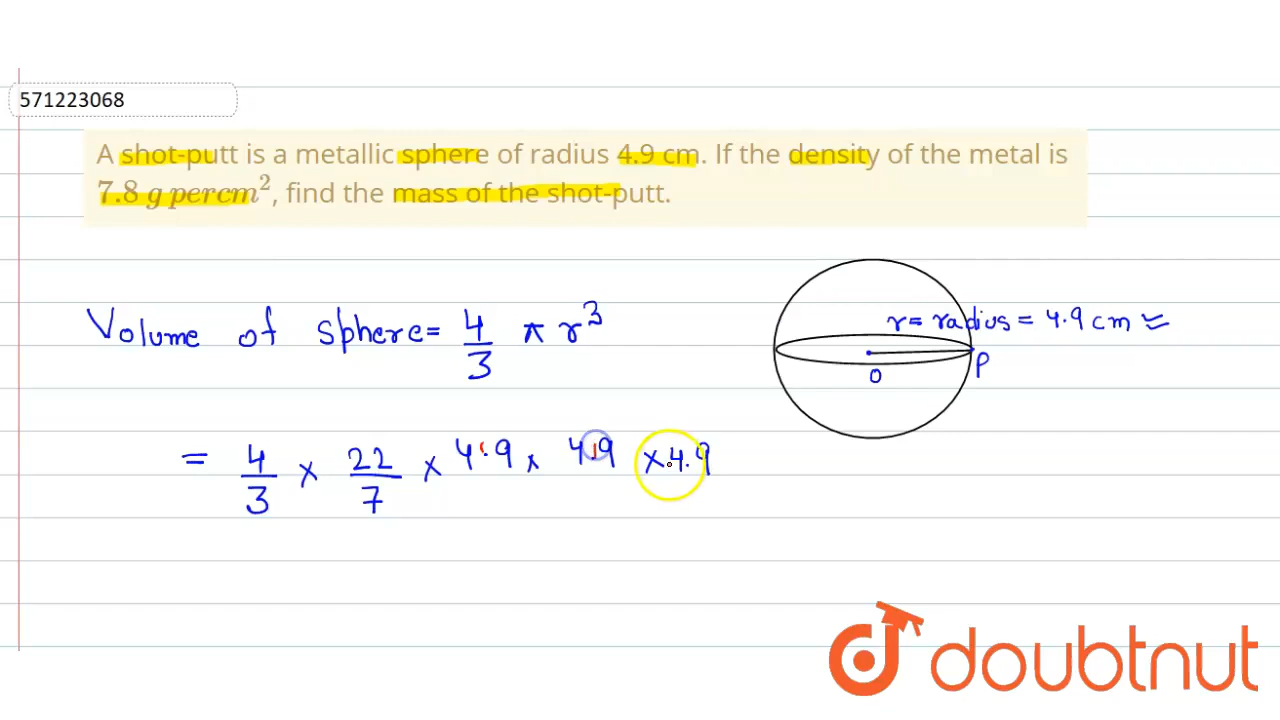 571223068
A shot-putt is a metallic sphere of radius 4.9 cm. If the density of the metal is
7.8 g percm², find the mass of the shot-putt.
Volume of sphere = 4/3 π r³
r = radius = 4.9 cm
O
P
= 4/3 × 22/7 × 4.9 × 4.9 × 4.9
doubtnut